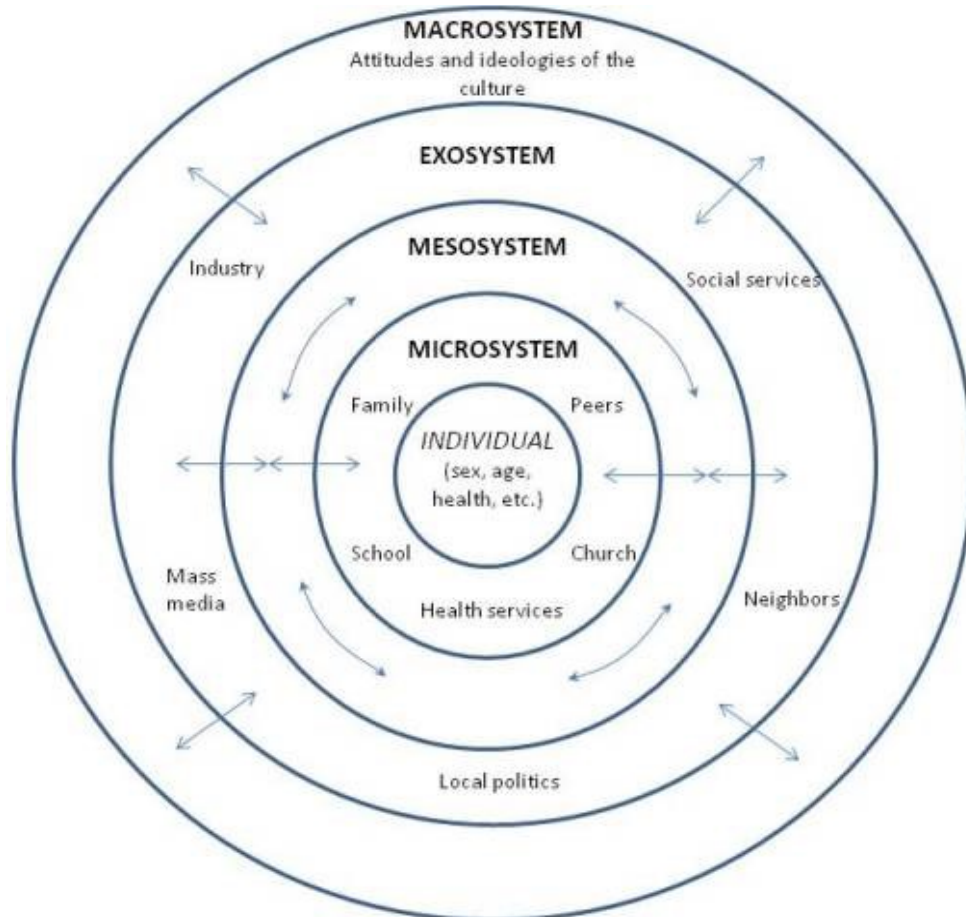 MACROSYSTEM
Attitudes and ideologies of the
culture
EXOSYSTEM
MESOSYSTEM
Industry
Social services
MICROSYSTEM
Family
Peers
INDIVIDUAL
(sex, age,
health, etc.)
School
Church
Mass
media
Neighbors
Health services
Local politics